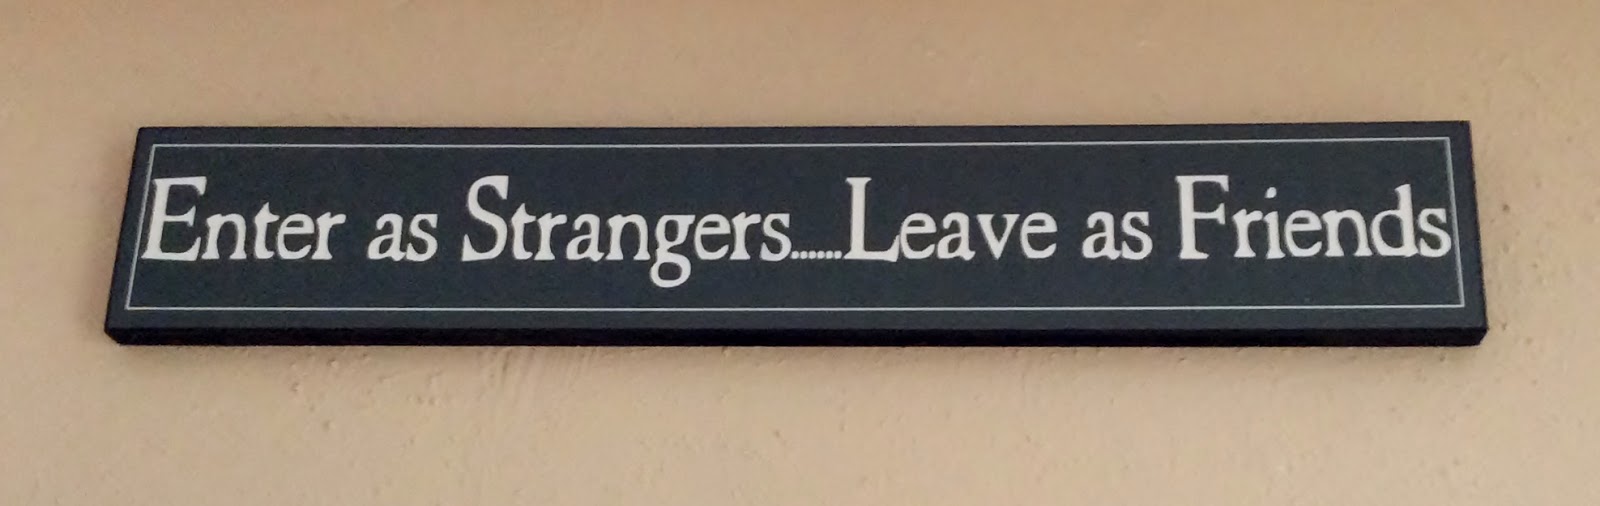 Enter as Strangers......Leave as Friends